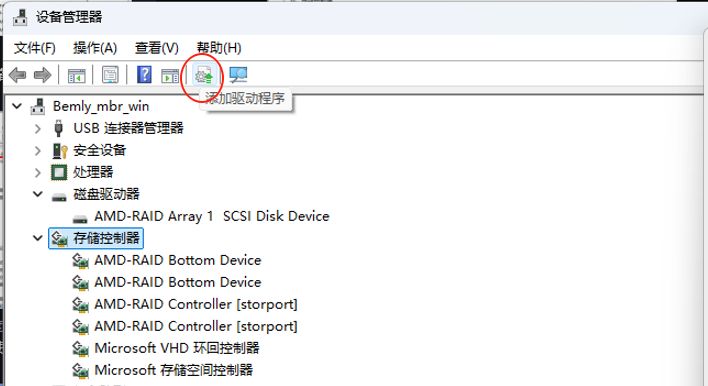 设备管理器
文件(F) 操作(A) 查看(V) 帮助(H)
添加驱动程序
Bemly_mbr_win
USB 连接器管理器
安全设备
处理器
磁盘驱动器
AMD-RAID Array 1  SCSI Disk Device
存储控制器
AMD-RAID Bottom Device
AMD-RAID Bottom Device
AMD-RAID Controller [storport]
AMD-RAID Controller [storport]
Microsoft VHD 环回控制器
Microsoft 存储空间控制器